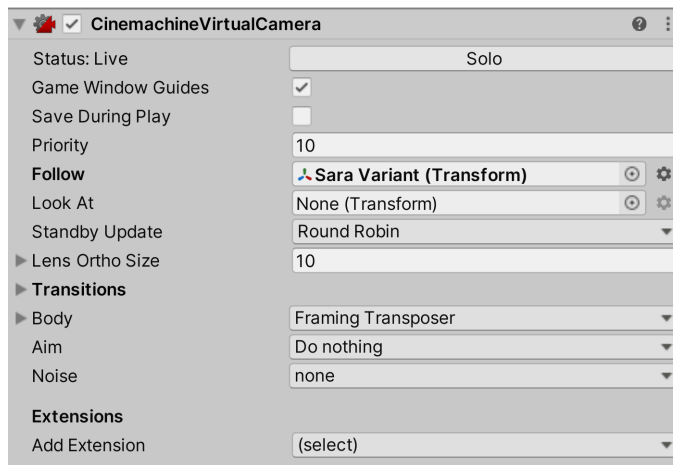 CinemachineVirtualCamera
Status: Live Solo
Game Window Guides
Save During Play
Priority 10
Follow Sara Variant (Transform)
Look At None (Transform)
Standby Update Round Robin
Lens Ortho Size 10
Transitions
Body Framing Transposer
Aim Do nothing
Noise none
Extensions
Add Extension (select)